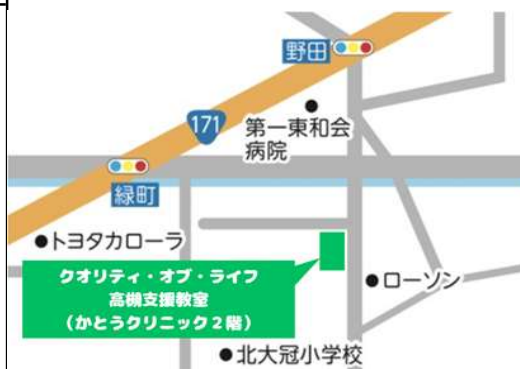 野田
171
第一東和会
病院
緑町
トヨタカローラ
クオリティ・オブ・ライフ
高槻支援教室
（かとうクリニック２階）
ローソン
北大冠小学校